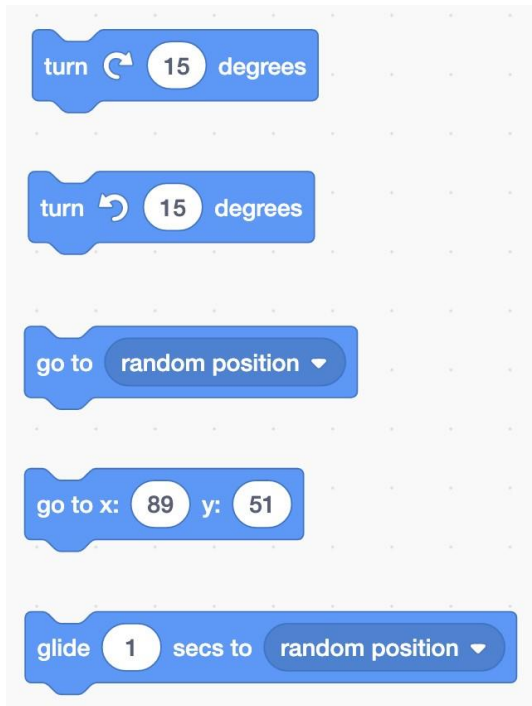 turn 15 degrees
turn 15 degrees
go to random position
go to x: 89 y: 51
glide 1 secs to random position